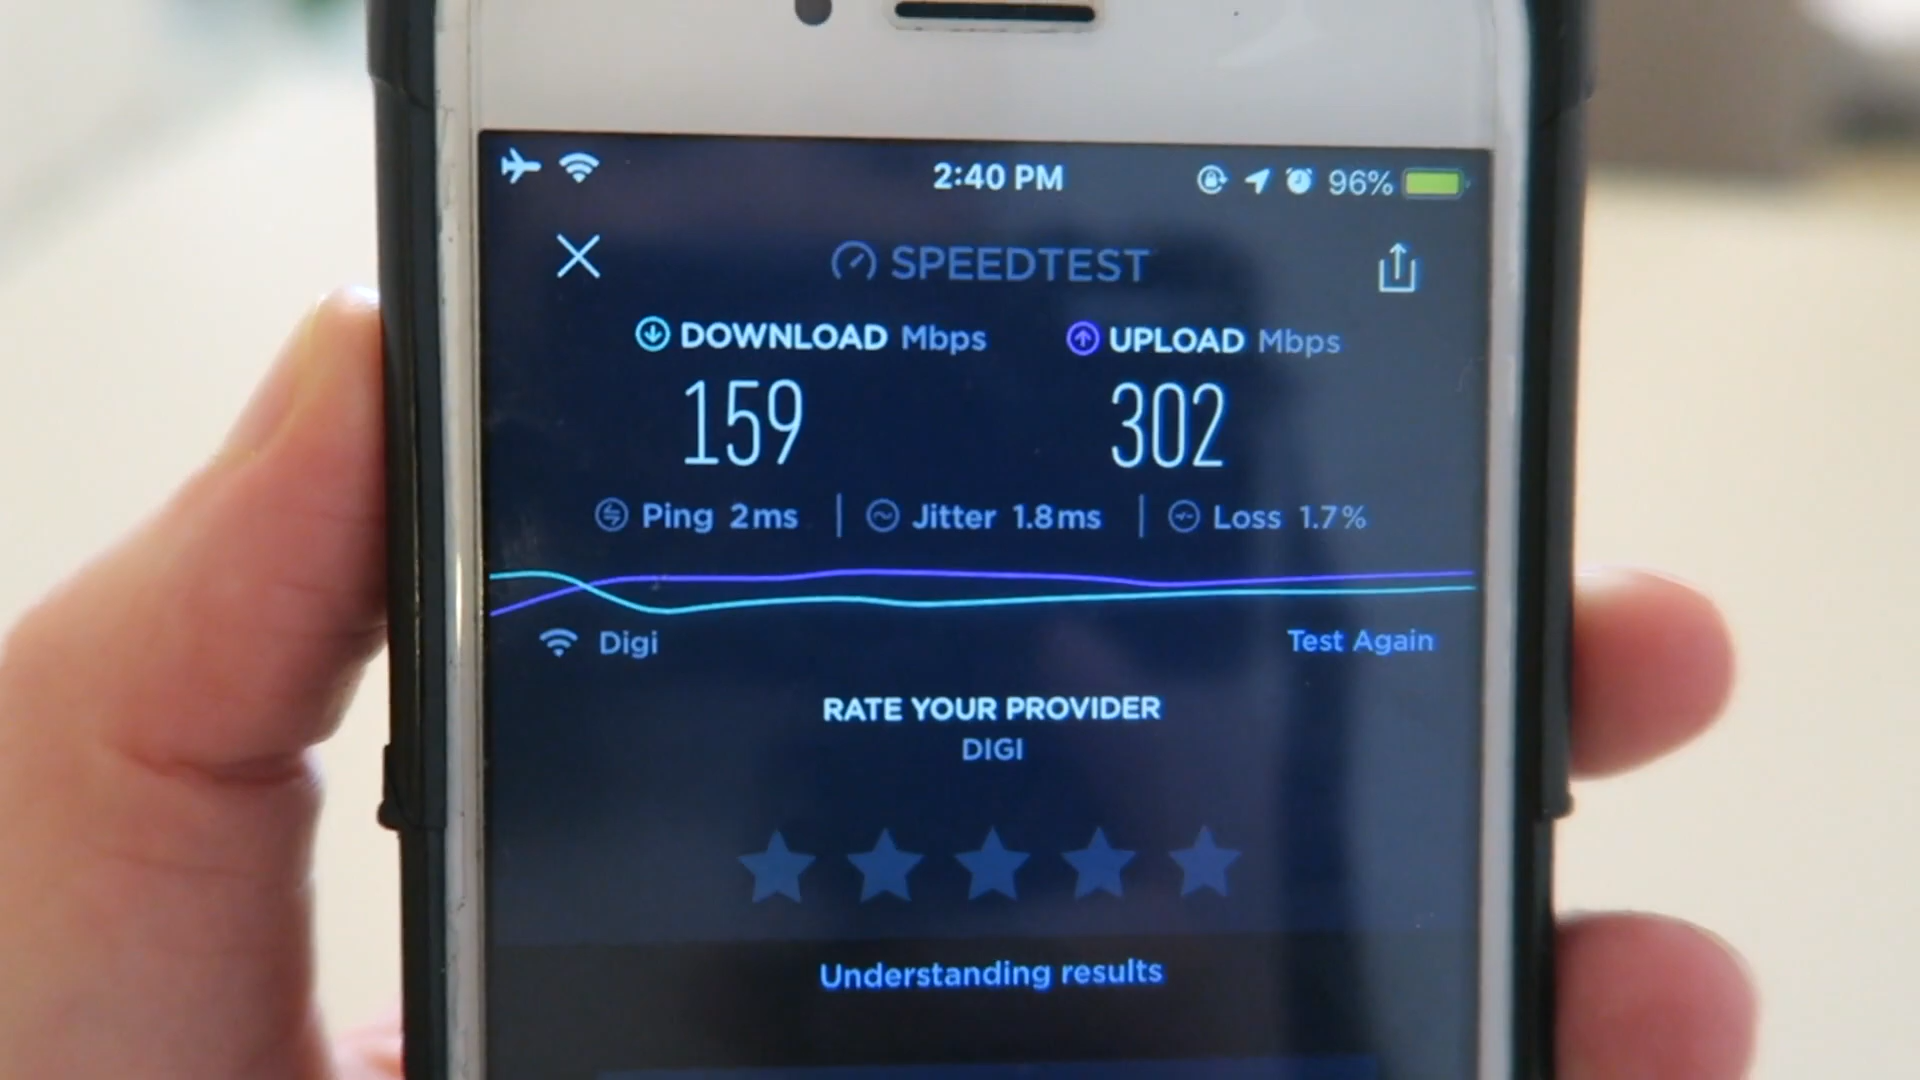 2:40 PM 96%
SPEEDTEST
DOWNLOAD Mbps UPLOAD Mbps
159 302
Ping 2ms | Jitter 1.8ms | Loss 1.7%
Digi Test Again
RATE YOUR PROVIDER
DIGI
Understanding results